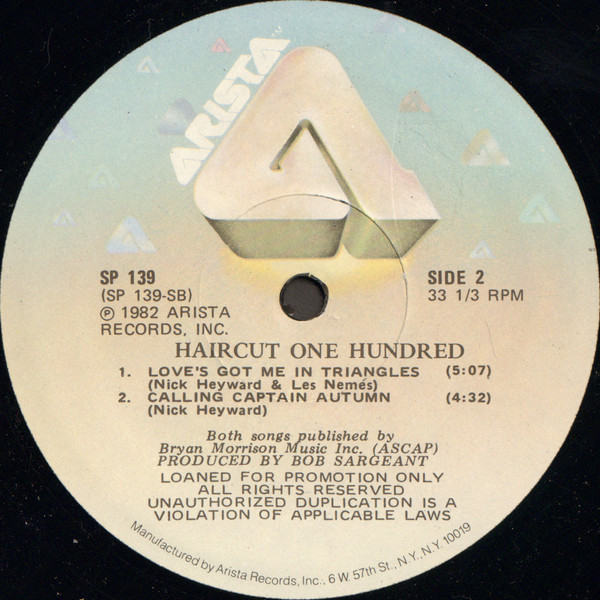 ARISTA
SP 139
(SP 139-SB)
℗ 1982 ARISTA
RECORDS, INC.
SIDE 2
33 1/3 RPM
HAIRCUT ONE HUNDRED
1. LOVE'S GOT ME IN TRIANGLES (5:07)
(Nick Heyward & Les Nemés)
2. CALLING CAPTAIN AUTUMN (4:32)
(Nick Heyward)
Both songs published by
Bryan Morrison Music Inc. (ASCAP)
PRODUCED BY BOB SARGEANT
LOANED FOR PROMOTION ONLY
ALL RIGHTS RESERVED
UNAUTHORIZED DUPLICATION IS A
VIOLATION OF APPLICABLE LAWS
Manufactured by Arista Records, Inc., 6 W. 57th St., N.Y., N.Y. 10019